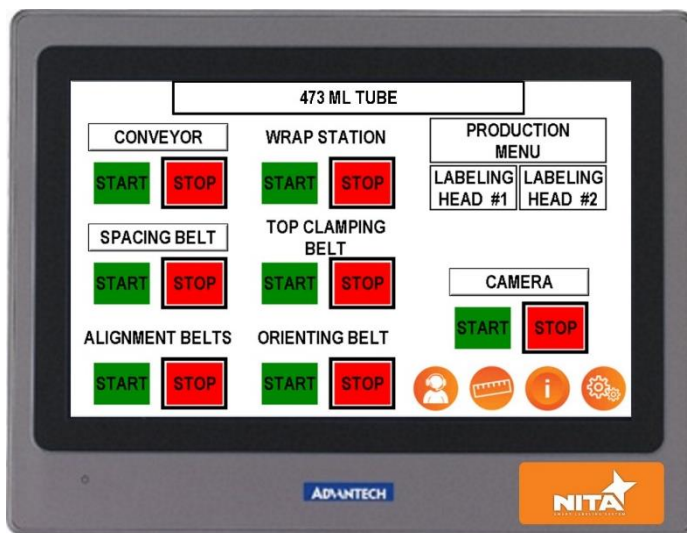 473 ML TUBE
CONVEYOR
START STOP
WRAP STATION
START STOP
PRODUCTION
MENU
LABELING
HEAD #1
LABELING
HEAD #2
SPACING BELT
START STOP
TOP CLAMPING
BELT
START STOP
CAMERA
START STOP
ALIGNMENT BELTS
START STOP
ORIENTING BELT
START STOP
i
ADVANTECH
NITA